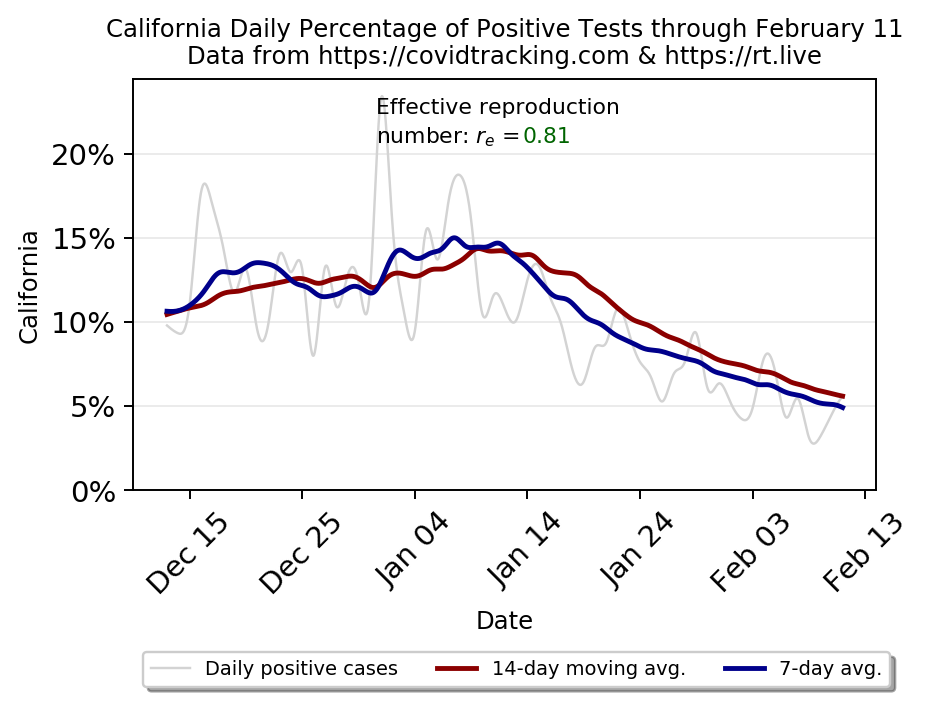 California Daily Percentage of Positive Tests through February 11
Data from https://covidtracking.com & https://rt.live
Effective reproduction
number: rₑ =0.81
20%
15%
10%
5%
0%
California
Dec 15
Dec 25
Jan 04
Jan 14
Jan 24
Feb 03
Feb 13
Date
Daily positive cases
14-day moving avg.
7-day avg.